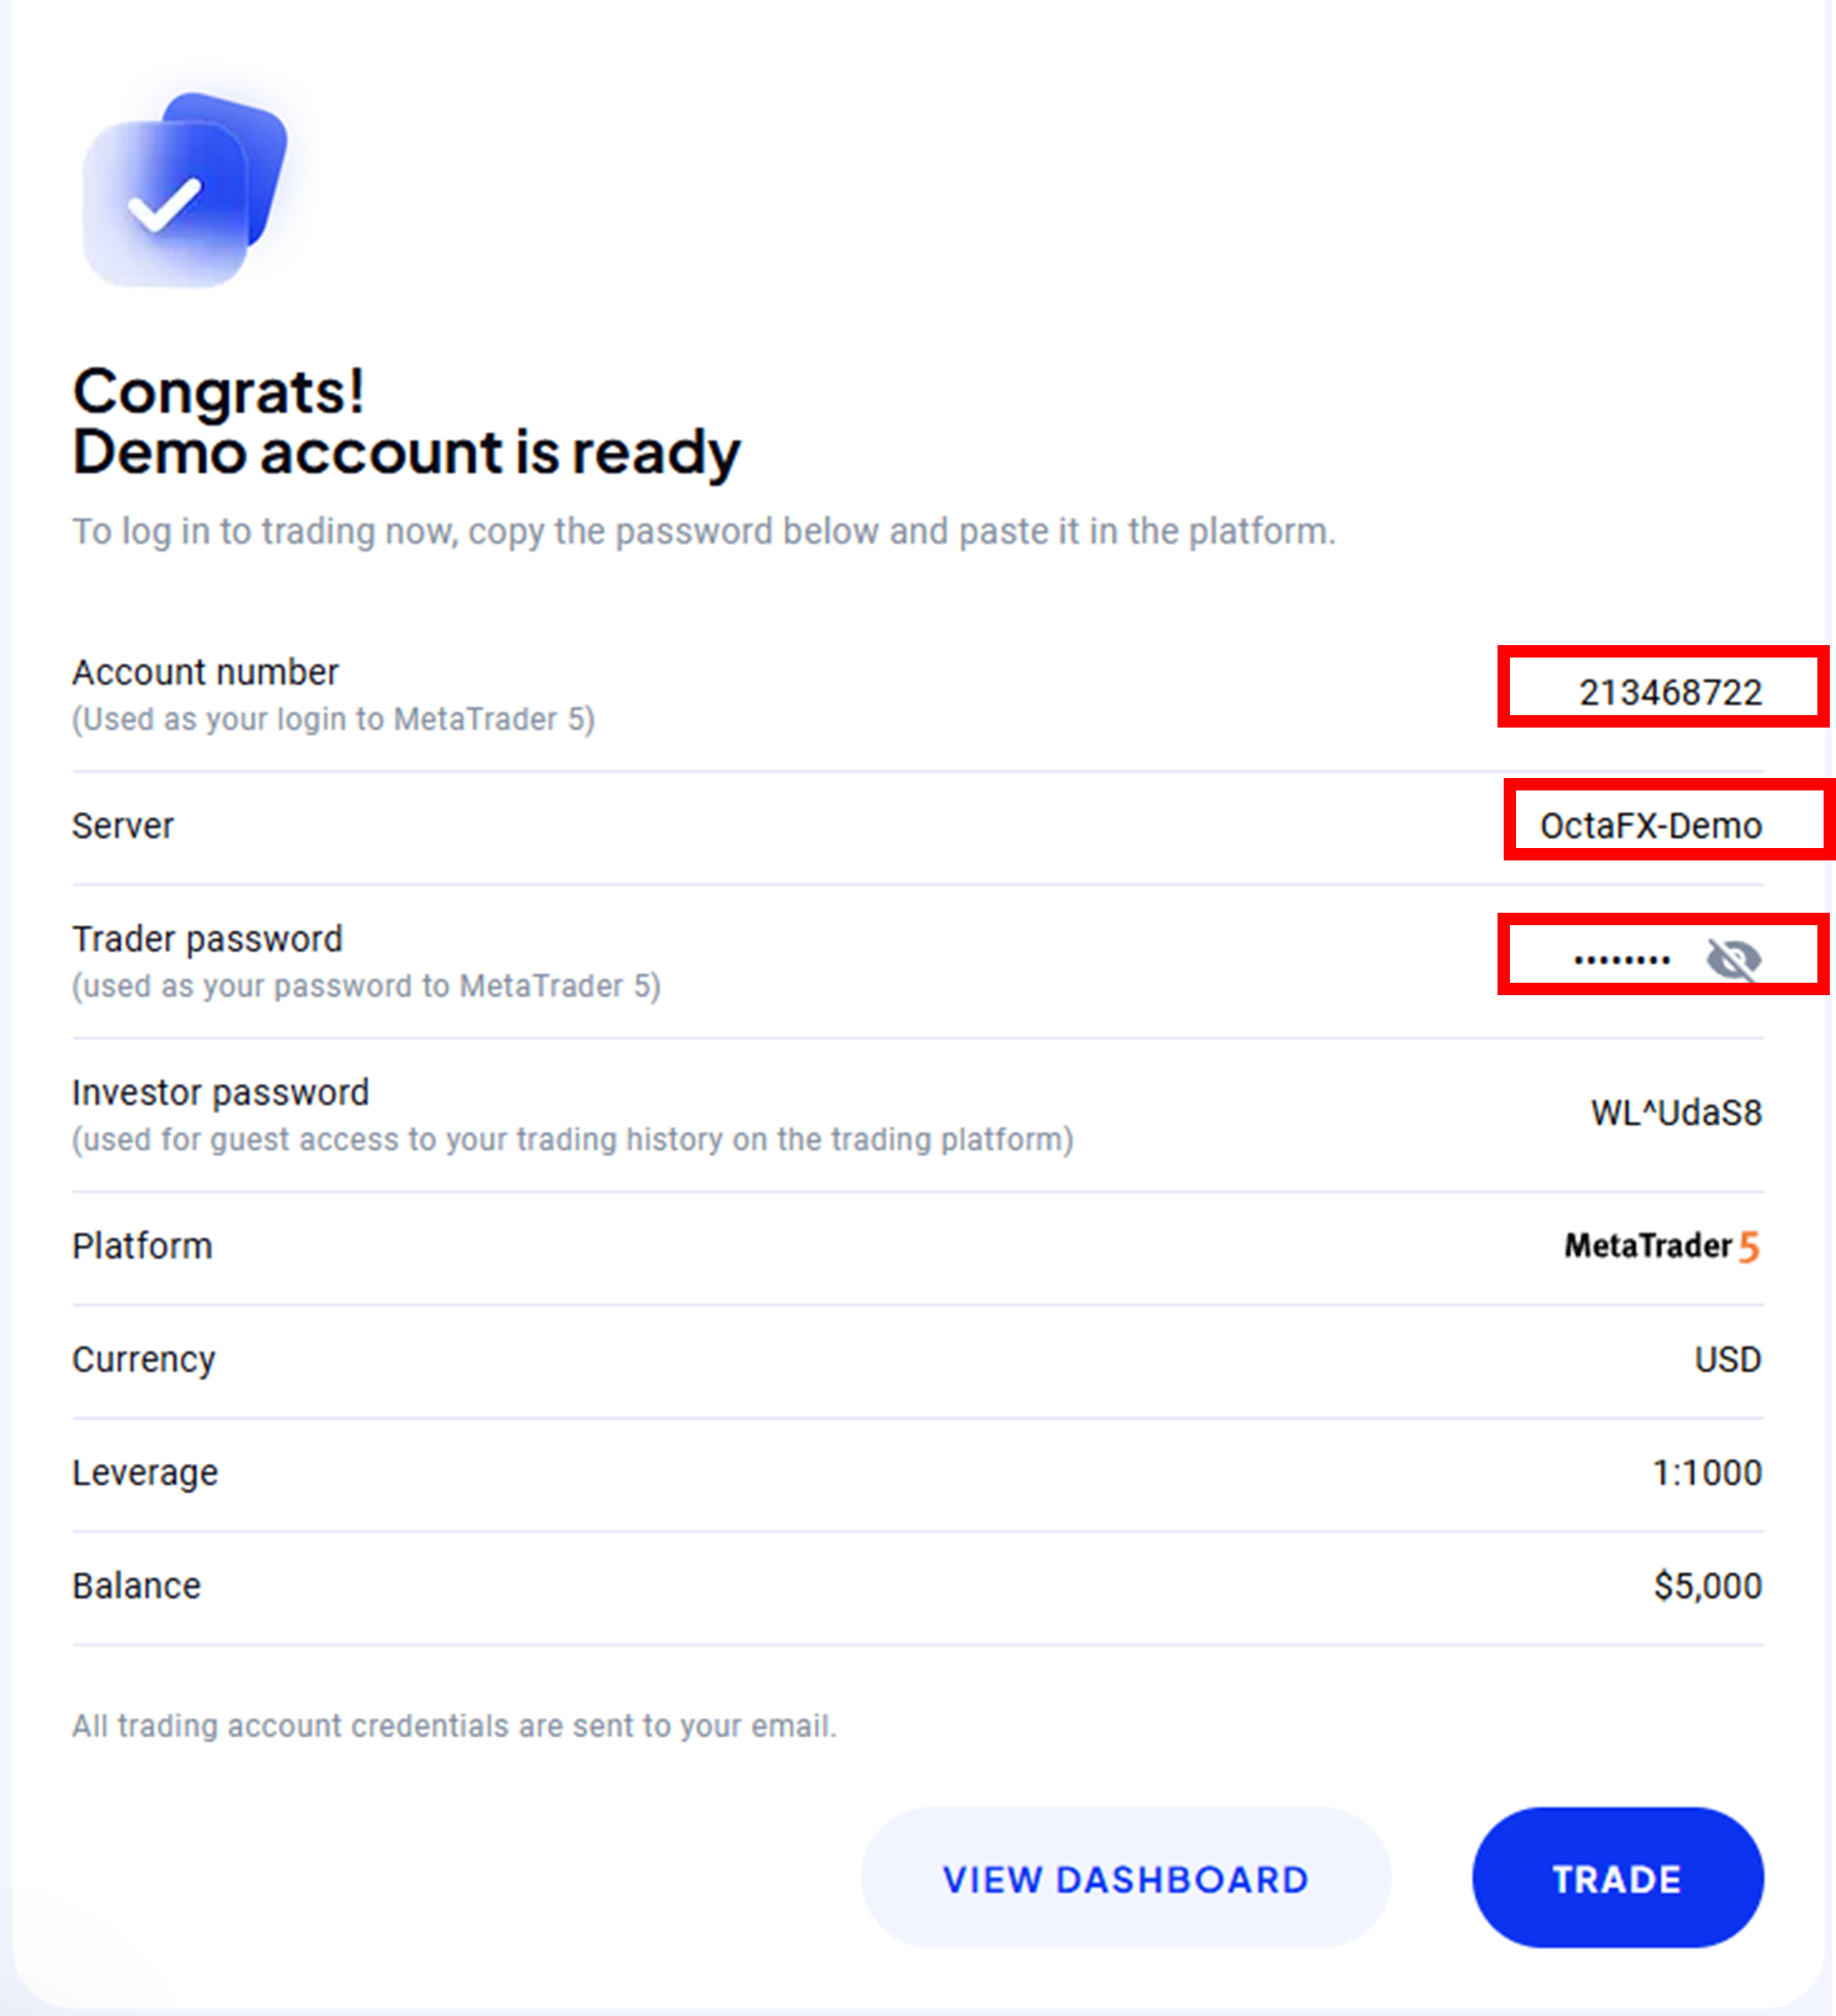 Congrats!
Demo account is ready
To log in to trading now, copy the password below and paste it in the platform.
Account number
(Used as your login to MetaTrader 5)
213468722
Server
OctaFX-Demo
Trader password
(used as your password to MetaTrader 5)
••••••••
Investor password
(used for guest access to your trading history on the trading platform)
WL^UdaS8
Platform
MetaTrader 5
Currency
USD
Leverage
1:1000
Balance
$5,000
All trading account credentials are sent to your email.
VIEW DASHBOARD
TRADE